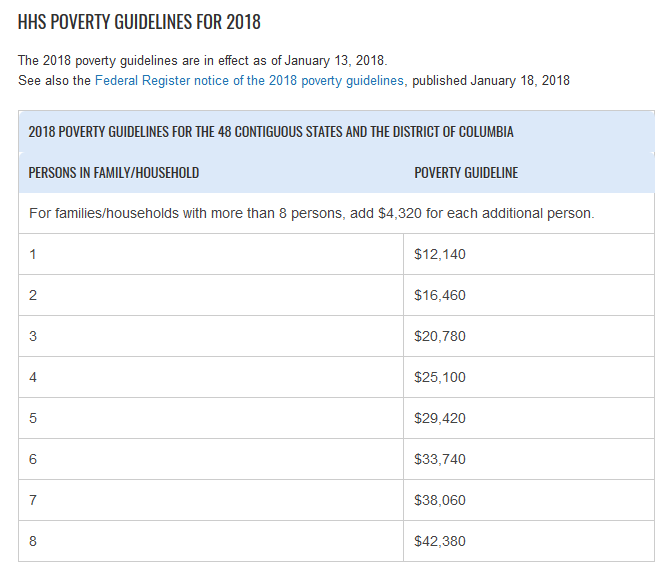 HHS POVERTY GUIDELINES FOR 2018
The 2018 poverty guidelines are in effect as of January 13, 2018.
See also the Federal Register notice of the 2018 poverty guidelines, published January 18, 2018
2018 POVERTY GUIDELINES FOR THE 48 CONTIGUOUS STATES AND THE DISTRICT OF COLUMBIA
PERSONS IN FAMILY/HOUSEHOLD POVERTY GUIDELINE
For families/households with more than 8 persons, add $4,320 for each additional person.
1 $12,140
2 $16,460
3 $20,780
4 $25,100
5 $29,420
6 $33,740
7 $38,060
8 $42,380